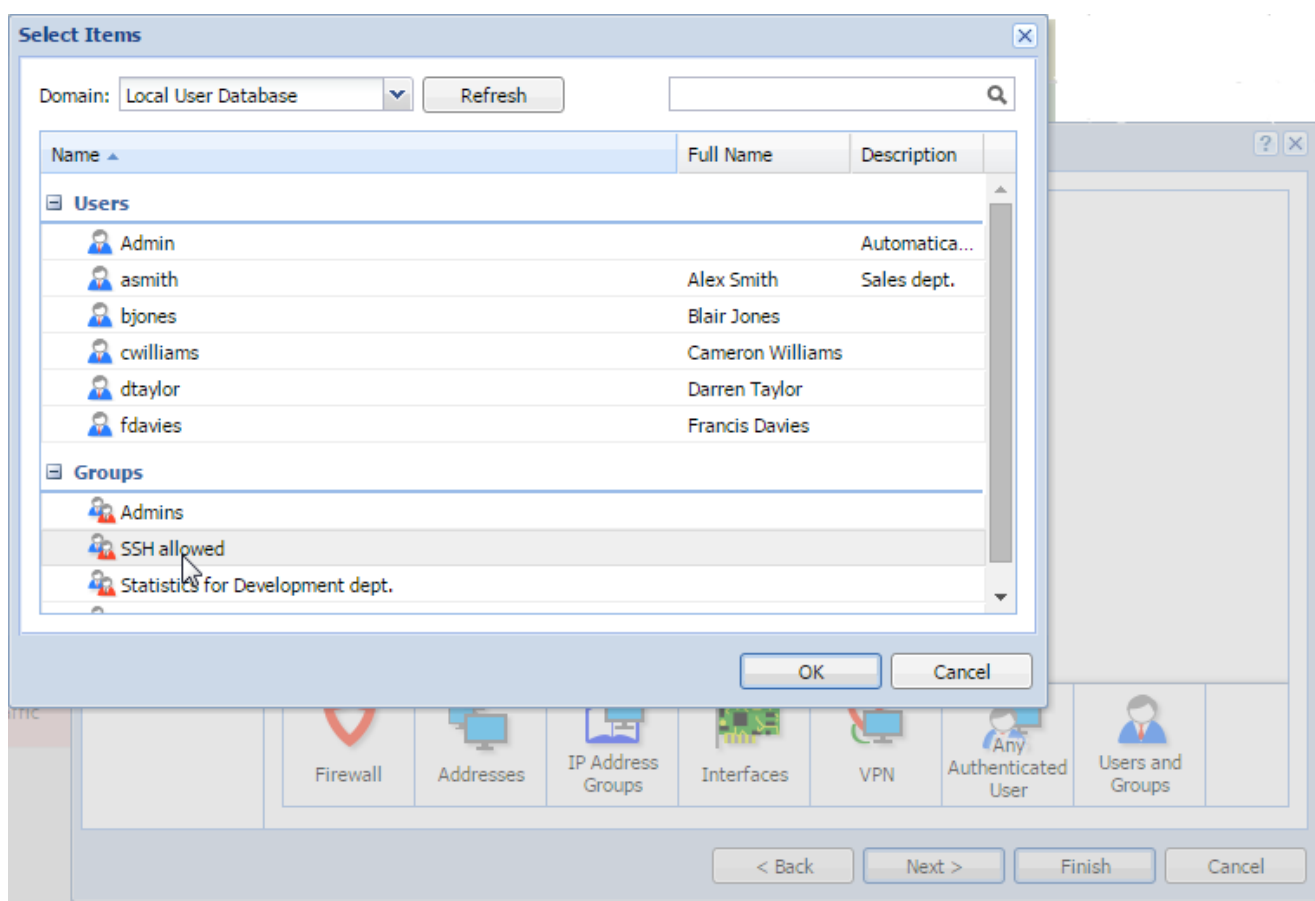 Select Items
Domain: Local User Database Refresh
Name Full Name Description
Users
Admin Automatica...
asmith Alex Smith Sales dept.
bjones Blair Jones
cwilliams Cameron Williams
dtaylor Darren Taylor
fdavies Francis Davies
Groups
Admins
SSH allowed
Statistics for Development dept.
OK Cancel
Firewall
Addresses
IP Address
Groups
Interfaces
VPN
Any
Authenticated
User
Users and
Groups
< Back Next > Finish Cancel